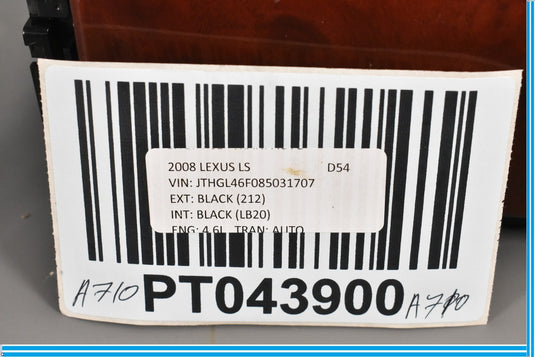 2008 LEXUS LS D54
VIN: JTHGL46F085031707
EXT: BLACK (212)
INT: BLACK (LB20)
ENG: 4.6L TRAN: AUTO
A710 PT043900 A710